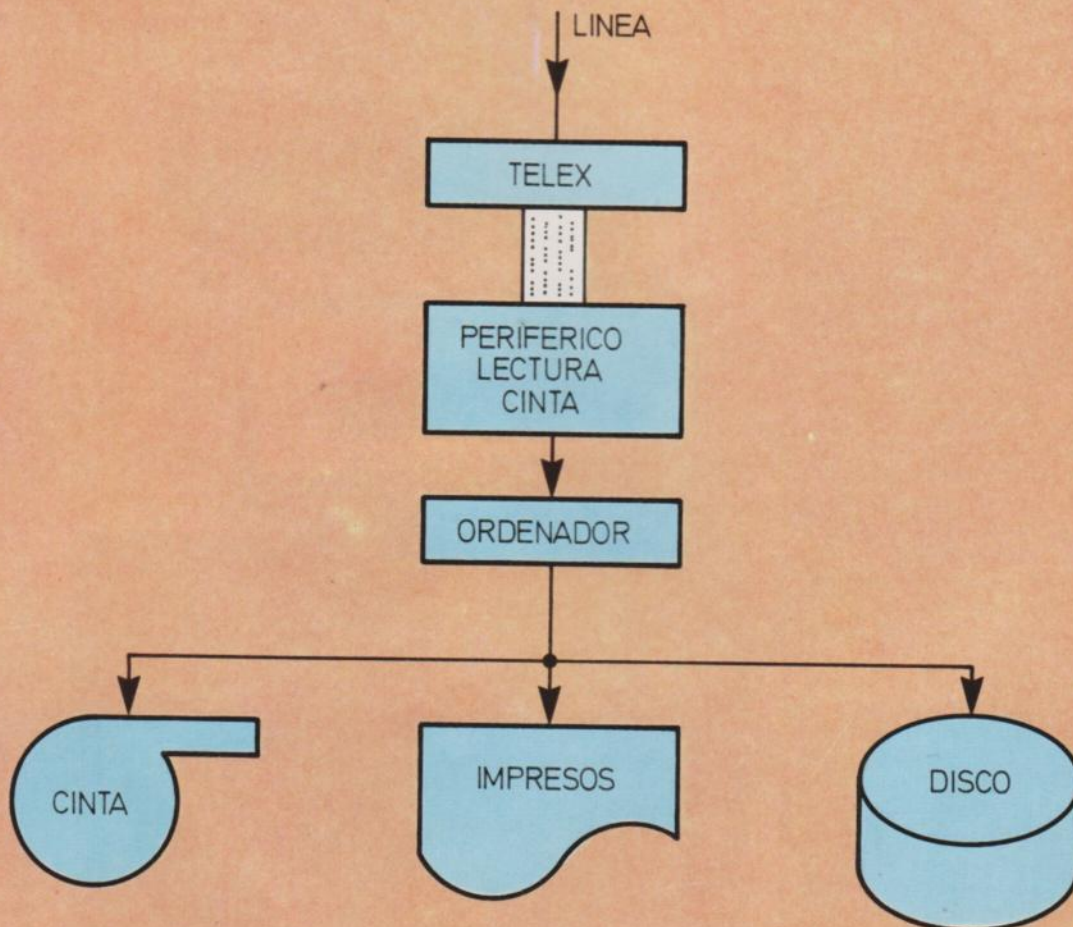 LINEA
TELEX
PERIFERICO
LECTURA
CINTA
ORDENADOR
CINTA
IMPRESOS
DISCO